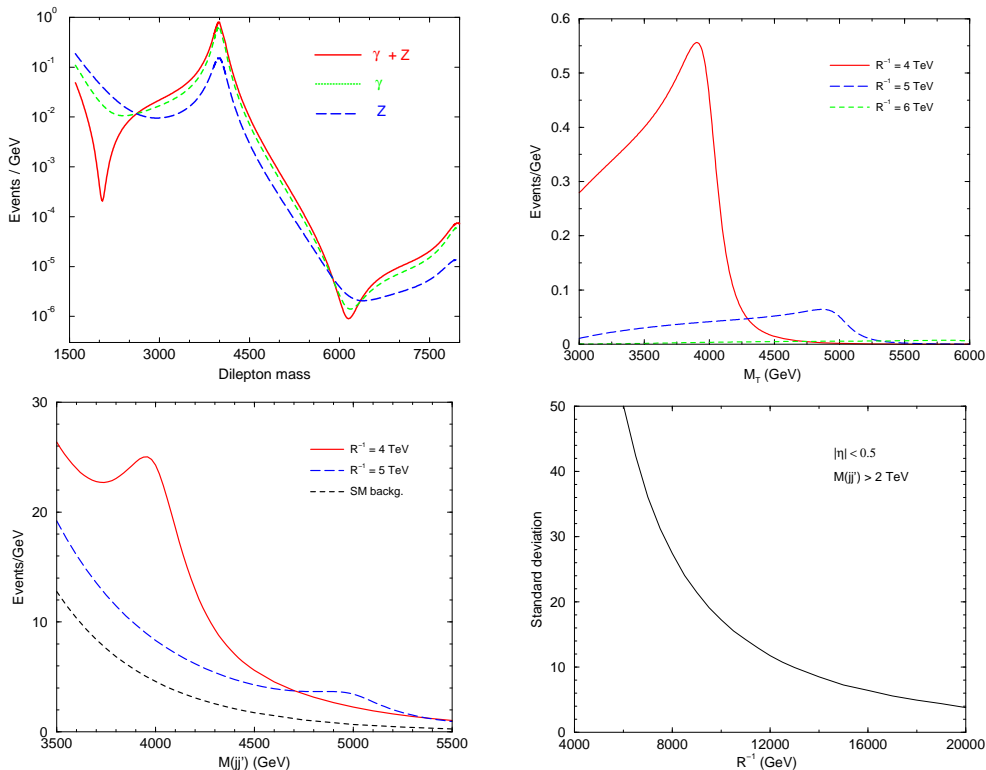 10^0
10^-1
10^-2
10^-3
10^-4
10^-5
10^-6
Events / GeV
γ + Z
γ
Z
1500 3000 4500 6000 7500
Dilepton mass
0.6
0.5
0.4
0.3
0.2
0.1
0
Events/GeV
R^-1 = 4 TeV
R^-1 = 5 TeV
R^-1 = 6 TeV
3000 3500 4000 4500 5000 5500 6000
M_T (GeV)
30
20
10
0
Events/GeV
R^-1 = 4 TeV
R^-1 = 5 TeV
SM backg.
3500 4000 4500 5000 5500
M(jj') (GeV)
50
40
30
20
10
0
Standard deviation
|η| < 0.5
M(jj') > 2 TeV
4000 8000 12000 16000 20000
R^-1 (GeV)